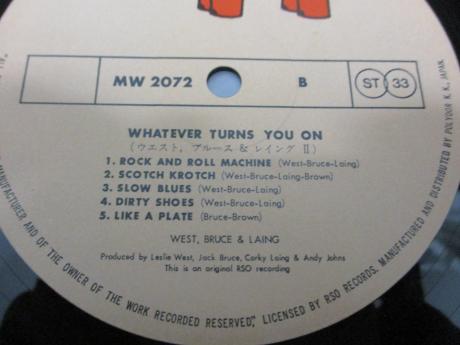 MW 2072 B ST 33
WHATEVER TURNS YOU ON
(ウエスト, ブルース & レイング II)
1. ROCK AND ROLL MACHINE (West-Bruce-Laing)
2. SCOTCH KROTCH (West-Bruce-Laing-Brown)
3. SLOW BLUES (West-Bruce-Laing)
4. DIRTY SHOES (West-Bruce-Laing)
5. LIKE A PLATE (Bruce-Brown)
WEST, BRUCE & LAING
Produced by Leslie West, Jack Bruce, Corky Laing & Andy Johns
This is an original RSO recording
MANUFACTURER AND OF THE OWNER OF THE WORK RECORDED RESERVED", LICENSED BY RSO RECORDS. MANUFACTURED AND DISTRIBUTED BY POLYDOR K.K., JAPAN